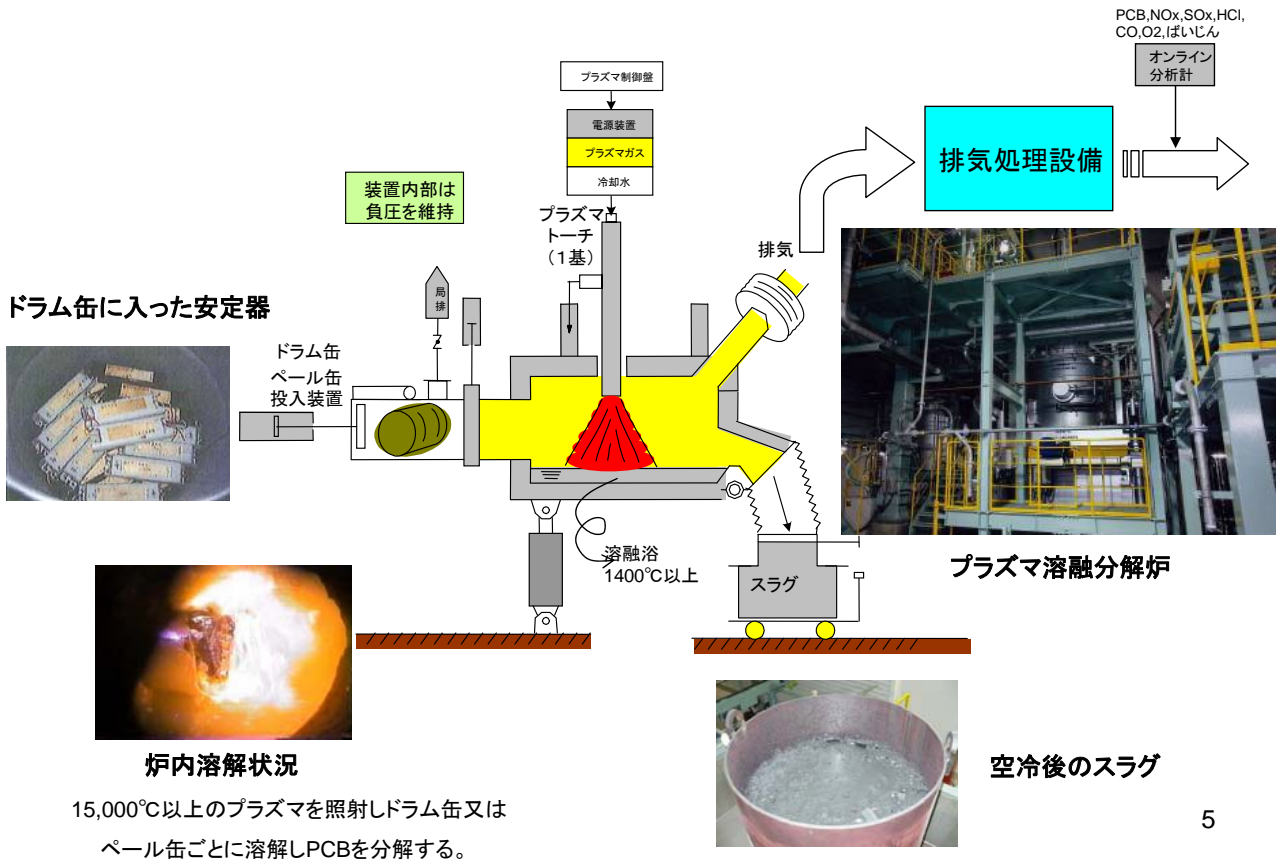 PCB,NOx,SOx,HCl,
CO,O2,ばいじん
オンライン
分析計
プラズマ制御盤
電源装置
プラズマガス
冷却水
排気処理設備
装置内部は
負圧を維持
プラズマ
トーチ
（１基）
排気
局
排
ドラム缶に入った安定器
ドラム缶
ペール缶
投入装置
溶融浴
1400℃以上
スラグ
プラズマ溶融分解炉
炉内溶解状況
15,000℃以上のプラズマを照射しドラム缶又は
ペール缶ごとに溶解しPCBを分解する。
空冷後のスラグ
5